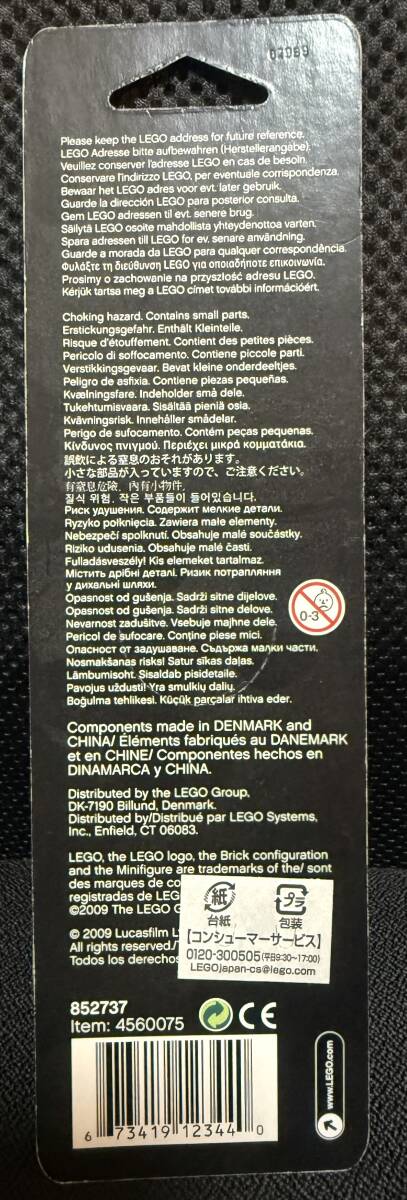 02089
Please keep the LEGO address for future reference.
LEGO Adresse bitte aufbewahren (Herstellerangabe).
Veuillez conserver l'adresse LEGO en cas de besoin.
Conservare l'indirizzo LEGO, per eventuale corrispondenza.
Bewaar het LEGO adres voor evt. later gebruik.
Guarde la dirección LEGO para posterior consulta.
Gem LEGO adressen til evt. senere brug.
Säilytä LEGO osoite mahdollista yhteydenottoa varten.
Spara adressen till LEGO for ev. senare användning.
Guarde a morada da LEGO para qualquer correspondência.
Φυλάξτε τη διεύθυνση LEGO για οποιαδήποτε επικοινωνία.
Prosimy o zachowanie na przyszłość adresu LEGO.
Kérjük tartsa meg a LEGO címet további információért.
Choking hazard. Contains small parts.
Erstickungsgefahr. Enthält Kleinteile.
Risque d'étouffement. Contient des petites pièces.
Pericolo di soffocamento. Contiene piccole parti.
Verstikkingsgevaar. Bevat kleine onderdeeltjes.
Peligro de asfixia. Contiene piezas pequeñas.
Kvælningsfare. Indeholder små dele.
Tukehtumisvaara. Sisältää pieniä osia.
Kvävningsrisk. Innehåller smådelar.
Perigo de sufocamento. Contém peças pequenas.
Κίνδυνος πνιγμού. Περιέχει μικρά κομματάκια.
誤飲による窒息のおそれがあります。
小さな部品が入っていますので、ご注意ください。
有窒息危險, 內有小物件.
질식 위험. 작은 부품들이 들어있습니다.
Риск удушения. Содержит мелкие детали.
Ryzyko połknięcia. Zawiera małe elementy.
Nebezpečí spolknutí. Obsahuje malé součástky.
Riziko udusenia. Obsahuje malé časti.
Fulladásveszély! Kis elemeket tartalmaz.
Містить дрібні деталі. Ризик потрапляння
у дихальні шляхи.
Opasnost od gušenja. Sadrži sitne dijelove.
Opasnost od gušenja. Sadrži sitne delove.
Nevarnost zadušitve. Vsebuje majhne dele.
Pericol de sufocare. Conține piese mici.
Опасност от задушаване. Съдържа малки части.
Nosmakšanas risks! Satur sīkas daļas.
Lämbumisoht. Sisaldab pisidetaile.
Pavojus uždusti! Yra smulkių dalių.
Boğulma tehlikesi. Küçük parçalar ihtiva eder.
0-3
Components made in DENMARK and
CHINA/ Éléments fabriqués au DANEMARK
et en CHINE/ Componentes hechos en
DINAMARCA y CHINA.
Distributed by the LEGO Group,
DK-7190 Billund, Denmark.
Distributed by/Distribué par LEGO Systems,
Inc., Enfield, CT 06083.
LEGO, the LEGO logo, the Brick configuration
and the Minifigure are trademarks of the/ sont
des marques de co
registradas de LEG
©2009 The LEGO G
© 2009 Lucasfilm L
All rights reserved./
Todos los derechos
紙 プラ
台紙 包装
【コンシューマーサービス】
0120-300505(平日9:30~17:00)
LEGOjapan-cs@lego.com
852737
Item: 4560075
CE
www.LEGO.com
6 73419 12344 0